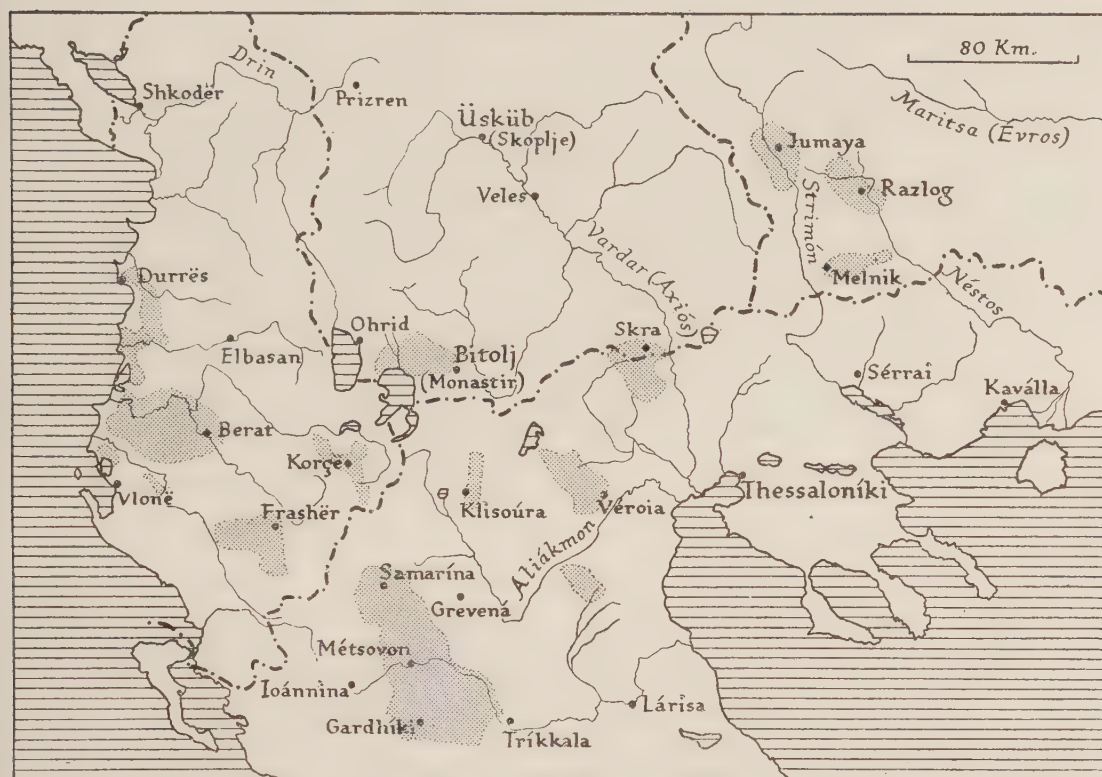 80 Km.
Drin
Shkodër
Prizren
Üsküb
(Skoplje)
Maritsa (Évros)
Jumaya
Veles
Razlog
Strimón
Vardar (Axiós)
Durrës
Melnik
Néstos
Ohrid
Skra
Elbasan
Bitolj
(Monastir)
Sérrai
Kaválla
Berat
Korçe
Vlonë
Klisoúra
Véroia
Thessaloníki
Frashër
Aliákmon
Samarína
Grevená
Métsovon
Ioánnina
Lárisa
Gardhíki
Tríkkala